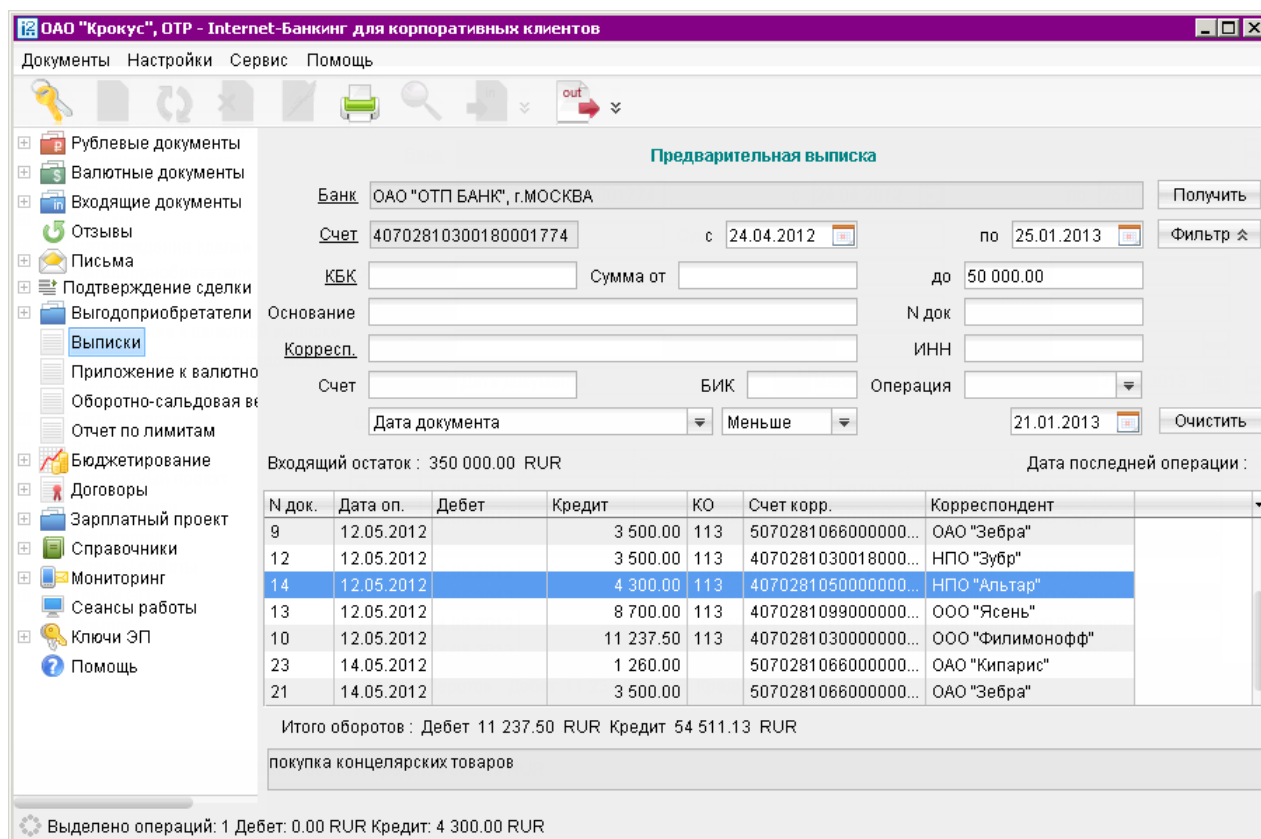 ОАО "Крокус", OTP - Internet-Банкинг для корпоративных клиентов
Документы Настройки Сервис Помощь
in out
Рублевые документы
Валютные документы
Входящие документы
Отзывы
Письма
Подтверждение сделки
Выгодоприобретатели
Выписки
Приложение к валютно
Оборотно-сальдовая ве
Отчет по лимитам
Бюджетирование
Договоры
Зарплатный проект
Справочники
Мониторинг
Сеансы работы
Ключи ЭП
Помощь
Предварительная выписка
Банк ОАО "ОТП БАНК", г.МОСКВА Получить
Счет 40702810300180001774 с 24.04.2012 по 25.01.2013 Фильтр
КБК Сумма от до 50 000.00
Основание N док
Корресп. ИНН
Счет БИК Операция
Дата документа Меньше 21.01.2013 Очистить
Входящий остаток : 350 000.00 RUR Дата последней операции :
N док. Дата оп. Дебет Кредит КО Счет корр. Корреспондент
9 12.05.2012 3 500.00 113 5070281066000000... ОАО "Зебра"
12 12.05.2012 3 500.00 113 4070281030018000... НПО "Зубр"
14 12.05.2012 4 300.00 113 4070281050000000... НПО "Альтар"
13 12.05.2012 8 700.00 113 4070281099000000... ООО "Ясень"
10 12.05.2012 11 237.50 113 4070281030000000... ООО "Филимонофф"
23 14.05.2012 1 260.00 5070281066000000... ОАО "Кипарис"
21 14.05.2012 3 500.00 5070281066000000... ОАО "Зебра"
Итого оборотов : Дебет 11 237.50 RUR Кредит 54 511.13 RUR
покупка концелярских товаров
Выделено операций: 1 Дебет: 0.00 RUR Кредит: 4 300.00 RUR